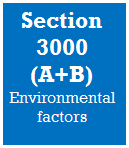 Section
3000
(A+B)
Environmental
factors